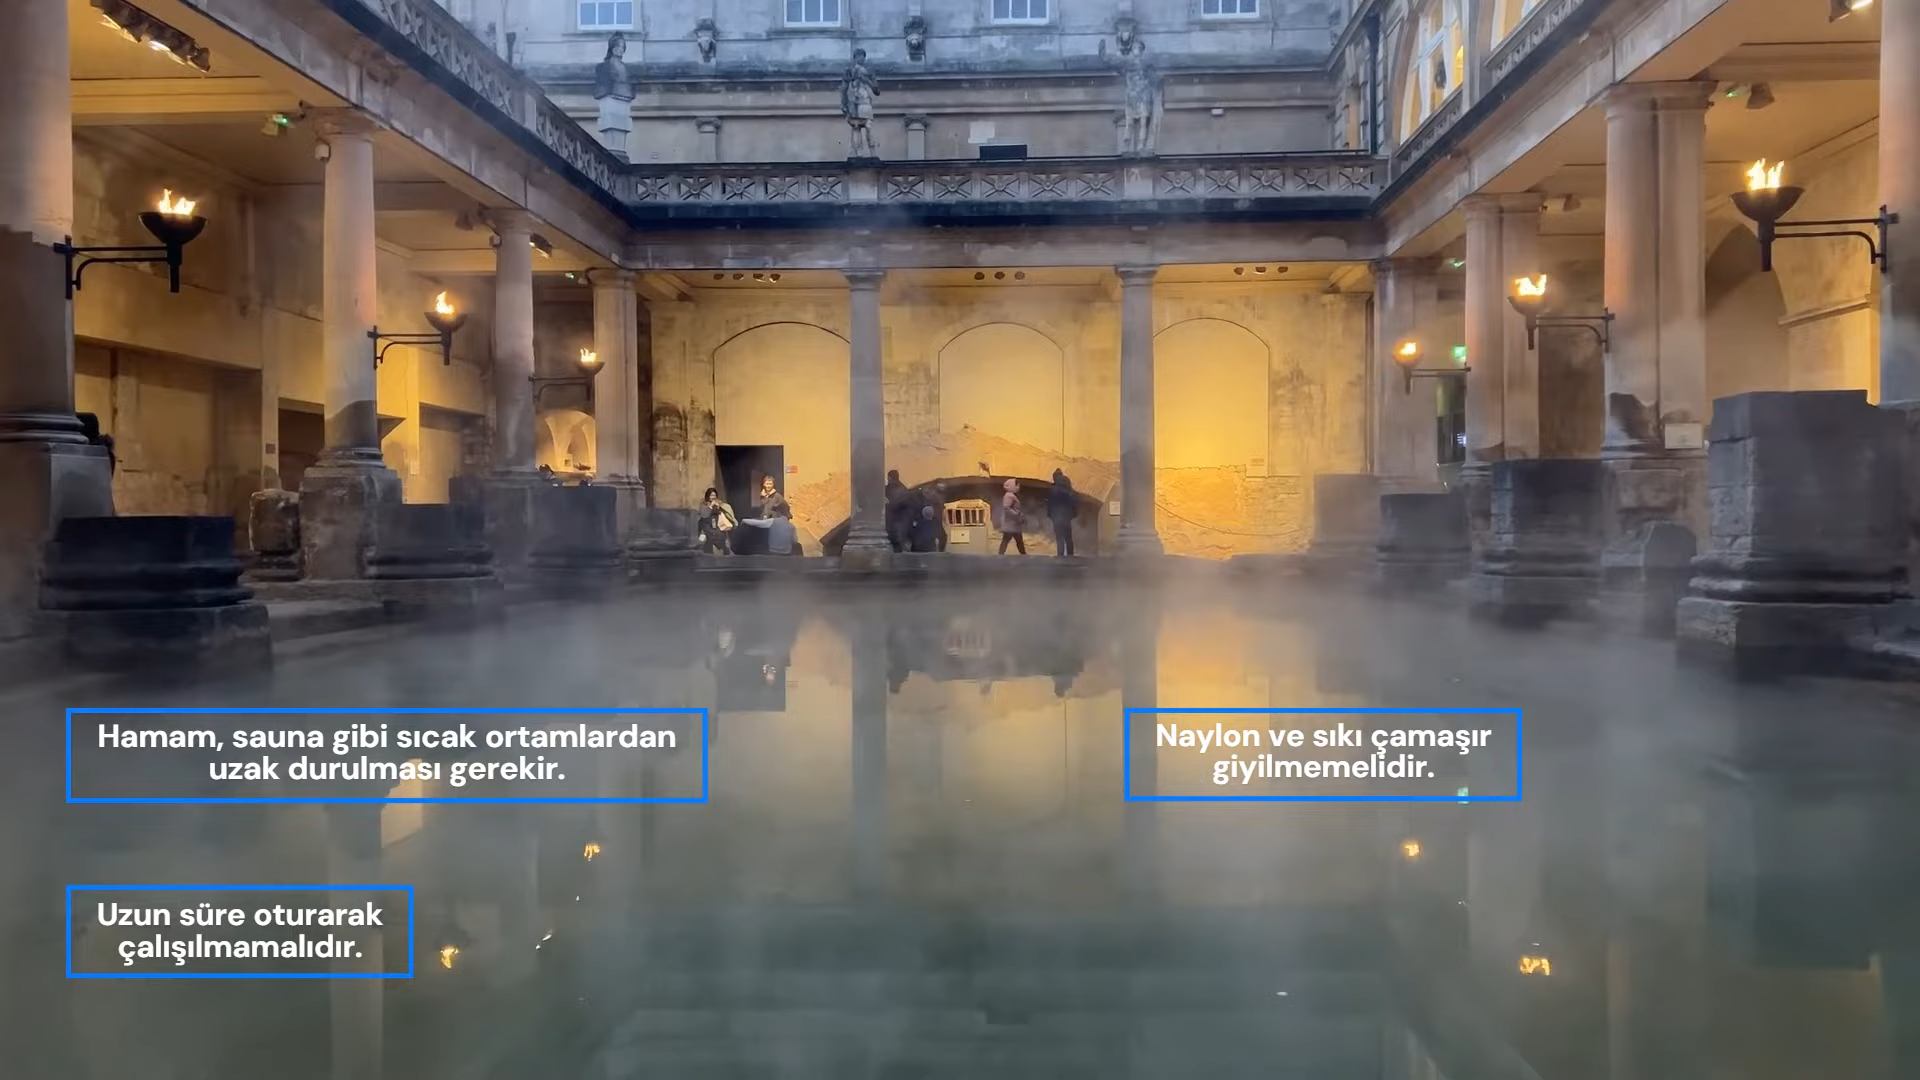 Hamam, sauna gibi sıcak ortamlardan
uzak durulması gerekir.
Naylon ve sıkı çamaşır
giyilmemelidir.
Uzun süre oturarak
çalışılmamalıdır.